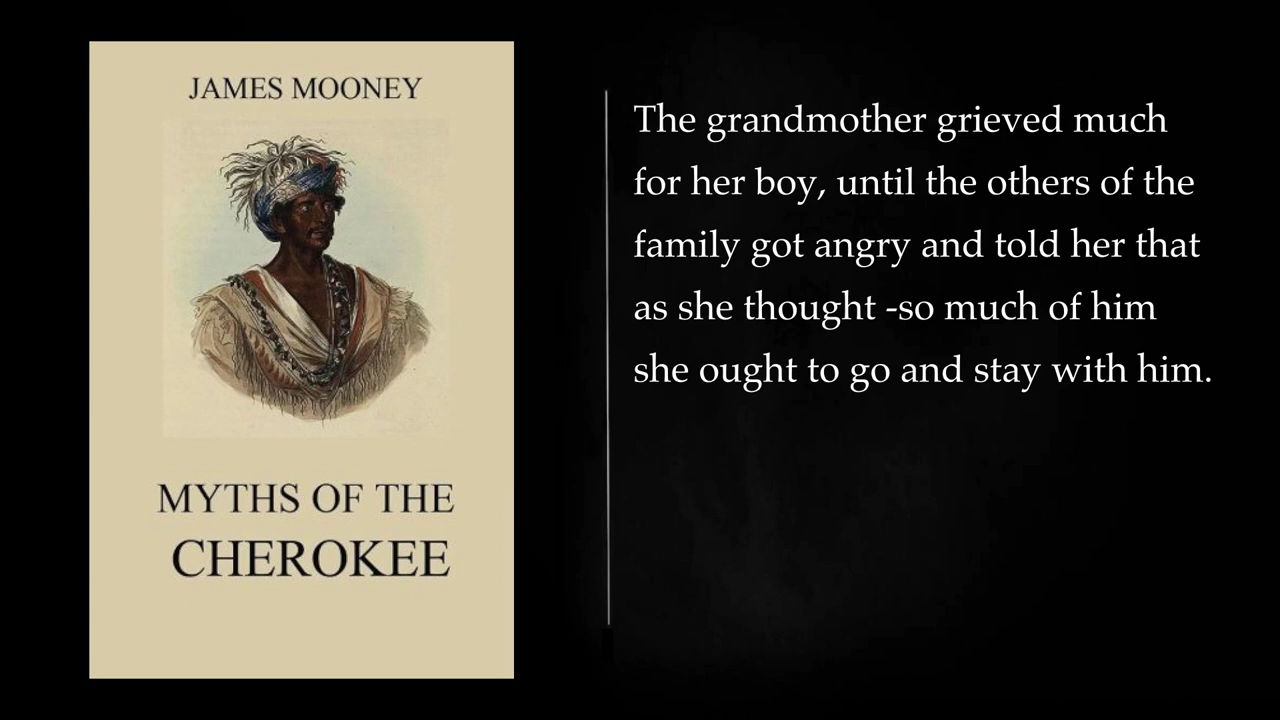 JAMES MOONEY
MYTHS OF THE
CHEROKEE
The grandmother grieved much
for her boy, until the others of the
family got angry and told her that
as she thought -so much of him
she ought to go and stay with him.